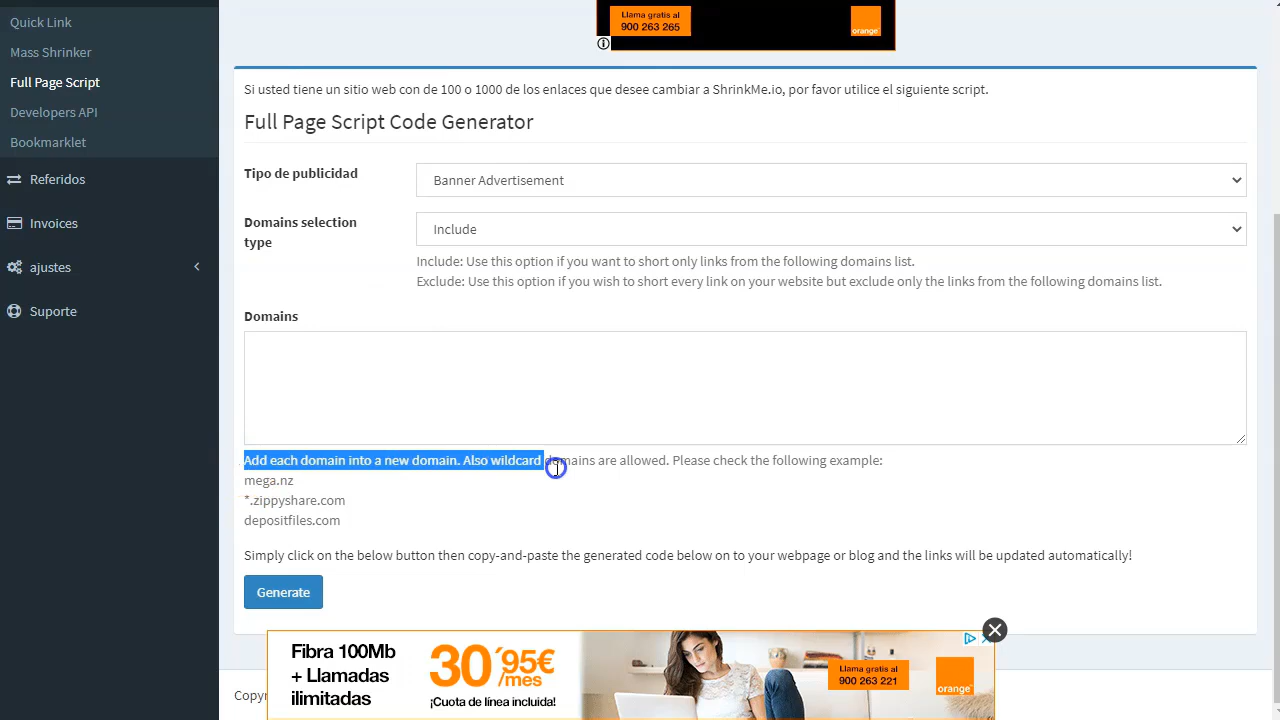 Quick Link
Mass Shrinker
Full Page Script
Developers API
Bookmarklet
Referidos
Invoices
ajustes
Suporte
Llama gratis al
900 263 265
orange
Si usted tiene un sitio web con de 100 o 1000 de los enlaces que desee cambiar a ShrinkMe.io, por favor utilice el siguiente script.
Full Page Script Code Generator
Tipo de publicidad
Banner Advertisement
Domains selection
type
Include
Include: Use this option if you want to short only links from the following domains list.
Exclude: Use this option if you wish to short every link on your website but exclude only the links from the following domains list.
Domains
Add each domain into a new domain. Also wildcard domains are allowed. Please check the following example:
mega.nz
*.zippyshare.com
depositfiles.com
Simply click on the below button then copy-and-paste the generated code below on to your webpage or blog and the links will be updated automatically!
Generate
Fibra 100Mb
+ Llamadas
ilimitadas
30´95€
/mes
¡Cuota de línea incluida!
Llama gratis al
900 263 221
orange
Copyr